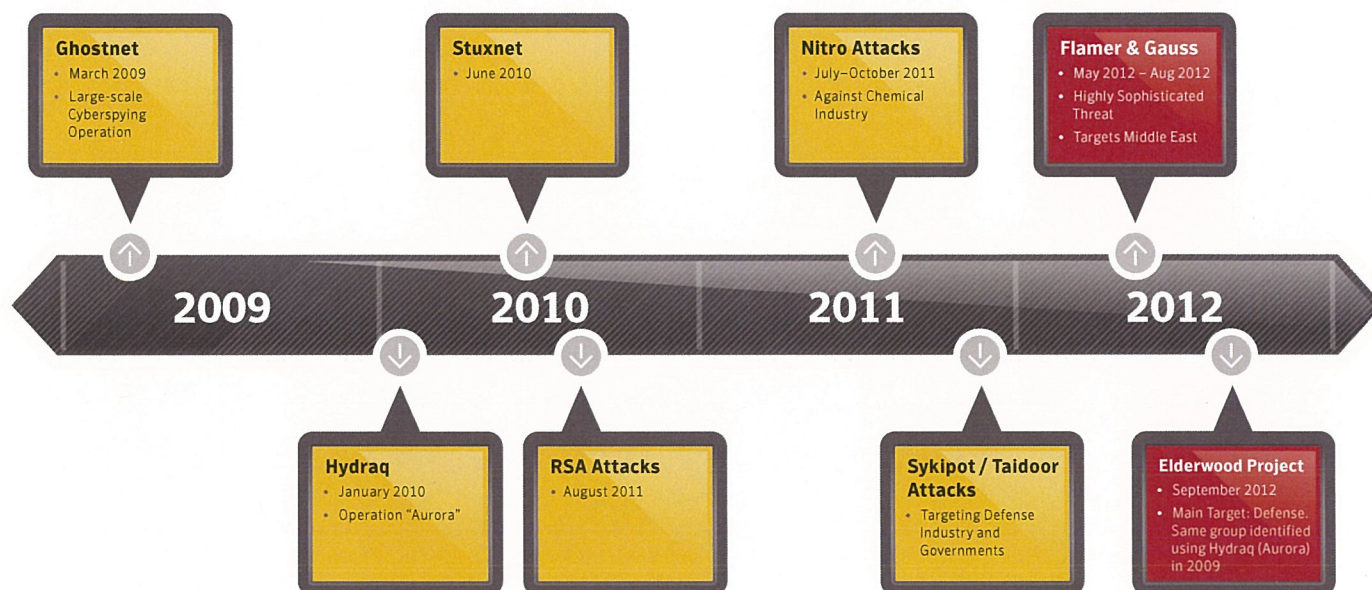 Ghostnet
• March 2009
• Large-scale
Cyberspying
Operation
Stuxnet
• June 2010
Nitro Attacks
• July–October 2011
• Against Chemical
Industry
Flamer & Gauss
• May 2012 – Aug 2012
• Highly Sophisticated
Threat
• Targets Middle East
2009
2010
2011
2012
Hydraq
• January 2010
• Operation “Aurora”
RSA Attacks
• August 2011
Sykipot / Taidoor
Attacks
• Targeting Defense
Industry and
Governments
Elderwood Project
• September 2012
• Main Target: Defense.
Same group identified
using Hydraq (Aurora)
in 2009